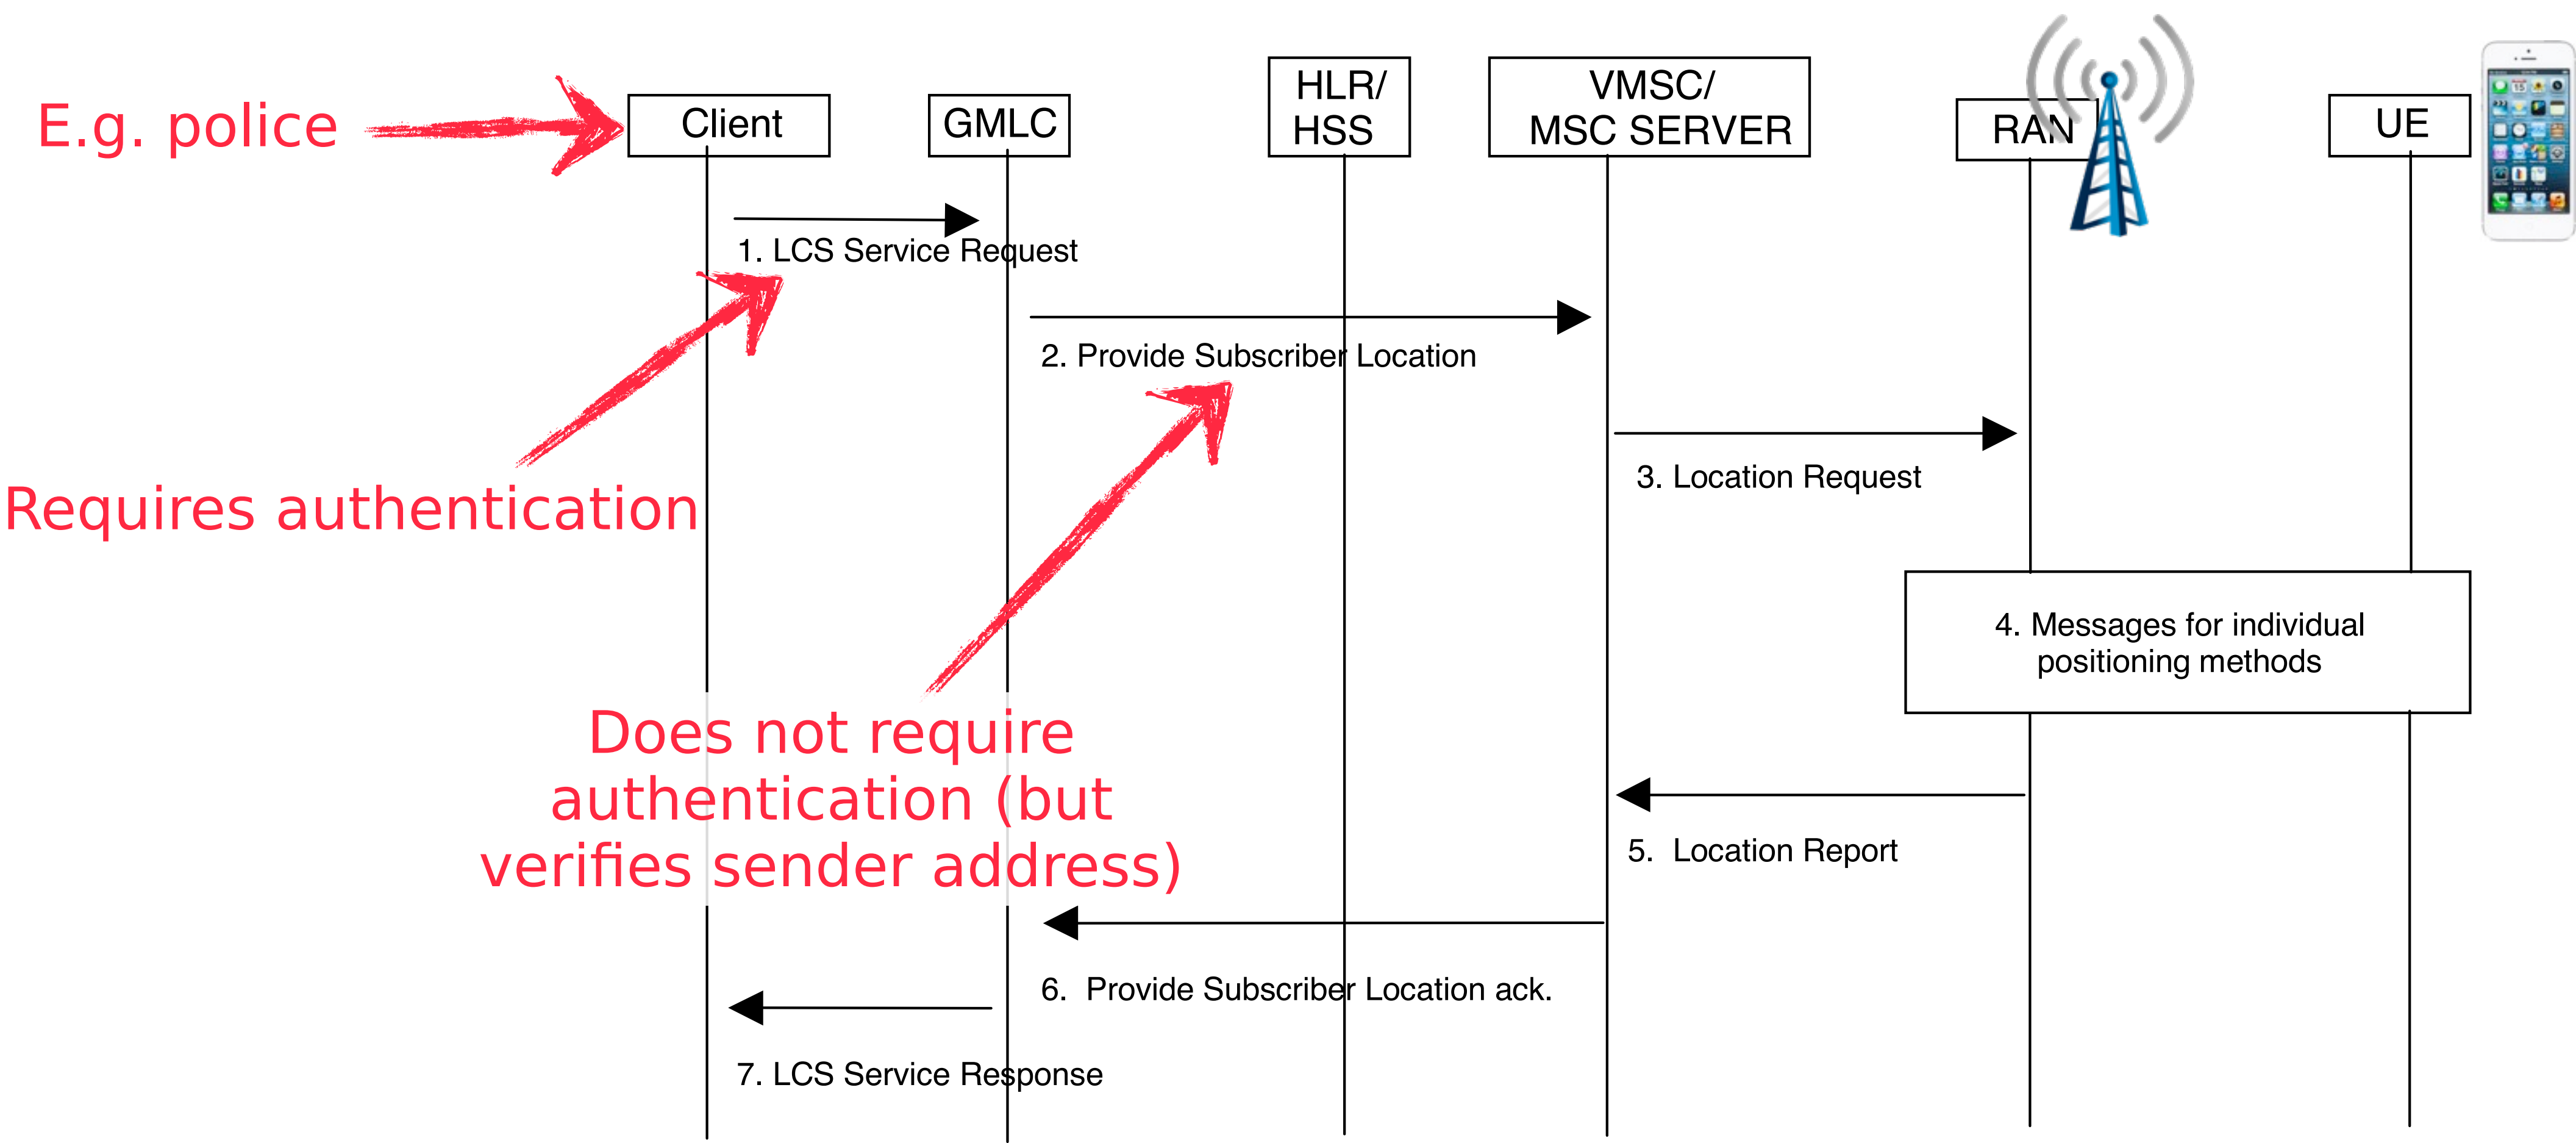 E.g. police
Client
GMLC
HLR/
HSS
VMSC/
MSC SERVER
RAN
UE
1. LCS Service Request
2. Provide Subscriber Location
3. Location Request
Requires authentication
4. Messages for individual
positioning methods
Does not require
authentication (but
verifies sender address)
5. Location Report
6. Provide Subscriber Location ack.
7. LCS Service Response